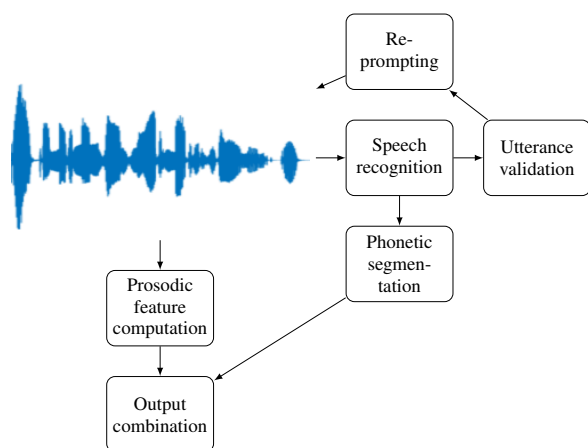 Re-
prompting
Speech
recognition
Utterance
validation
Phonetic
segmen-
tation
Prosodic
feature
computation
Output
combination